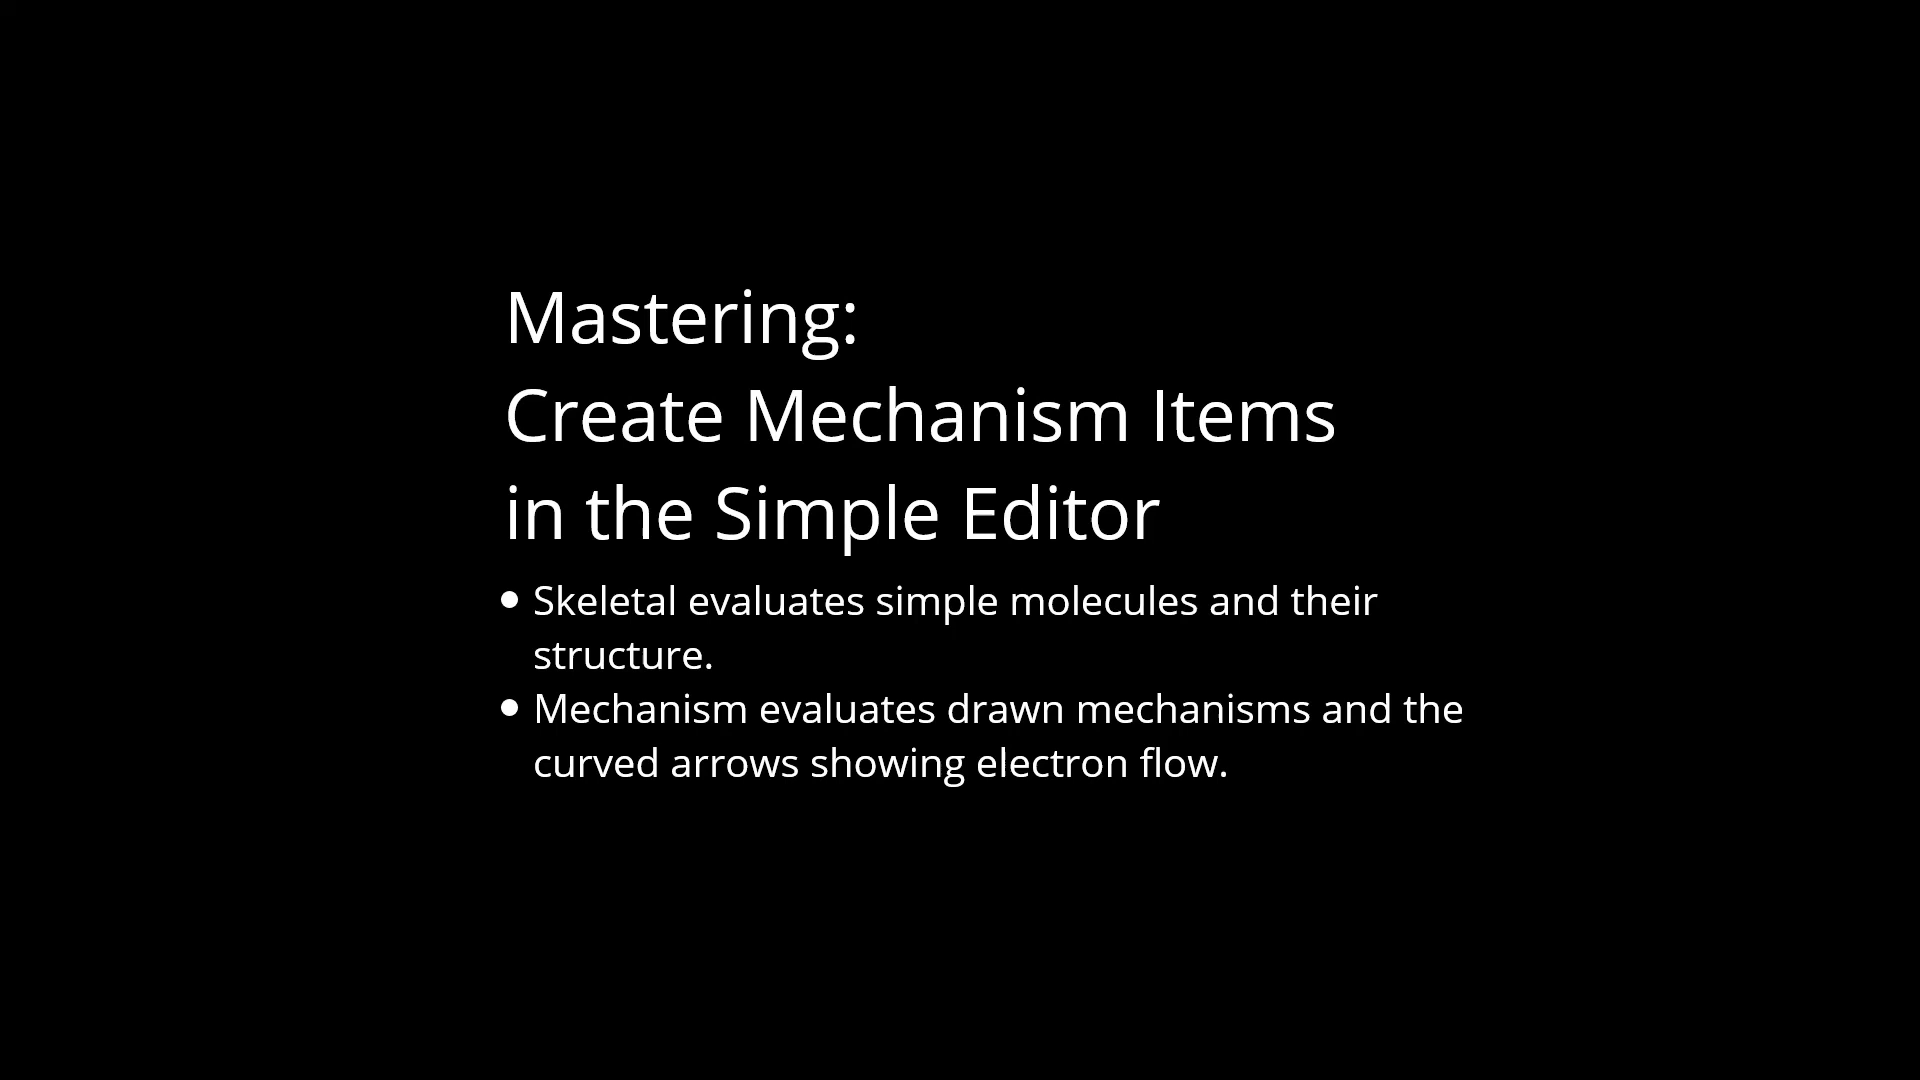 Mastering:
Create Mechanism Items
in the Simple Editor
• Skeletal evaluates simple molecules and their
structure.
• Mechanism evaluates drawn mechanisms and the
curved arrows showing electron flow.